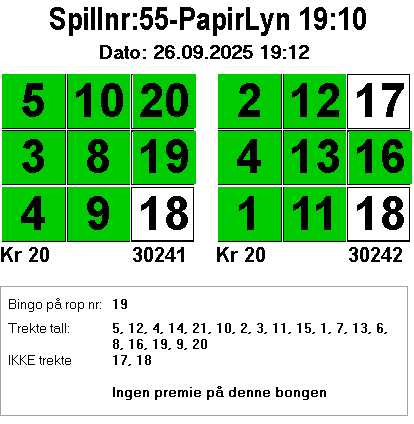 Spillnr:55-PapirLyn 19:10
Dato: 26.09.2025 19:12
5 10 20 2 12 17
3 8 19 4 13 16
4 9 18 1 11 18
Kr 20 30241 Kr 20 30242
Bingo på rop nr: 19
Trekte tall: 5, 12, 4, 14, 21, 10, 2, 3, 11, 15, 1, 7, 13, 6,
8, 16, 19, 9, 20
IKKE trekte 17, 18
Ingen premie på denne bongen